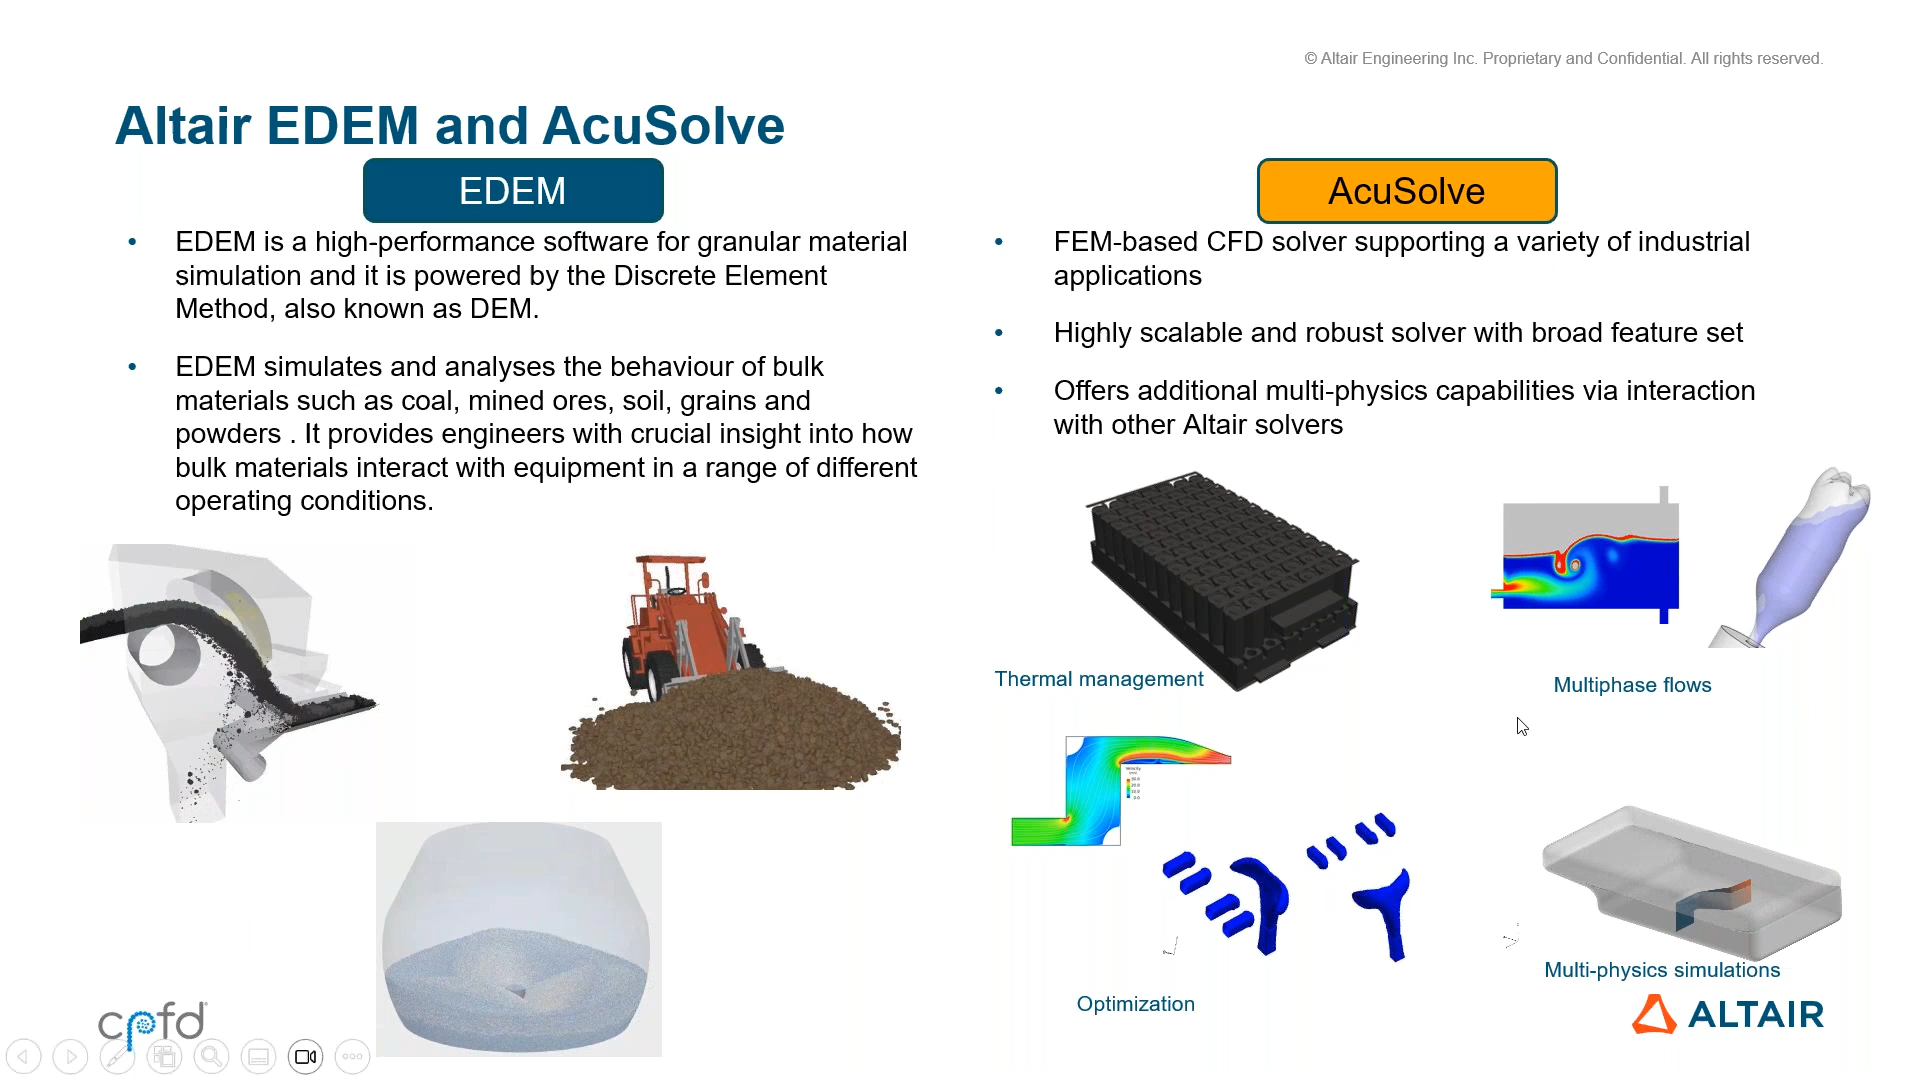 © Altair Engineering Inc. Proprietary and Confidential. All rights reserved.
Altair EDEM and AcuSolve
EDEM
• EDEM is a high-performance software for granular material
simulation and it is powered by the Discrete Element
Method, also known as DEM.
• EDEM simulates and analyses the behaviour of bulk
materials such as coal, mined ores, soil, grains and
powders . It provides engineers with crucial insight into how
bulk materials interact with equipment in a range of different
operating conditions.
AcuSolve
• FEM-based CFD solver supporting a variety of industrial
applications
• Highly scalable and robust solver with broad feature set
• Offers additional multi-physics capabilities via interaction
with other Altair solvers
Thermal management
Multiphase flows
Optimization
Multi-physics simulations
cpfd
ALTAIR